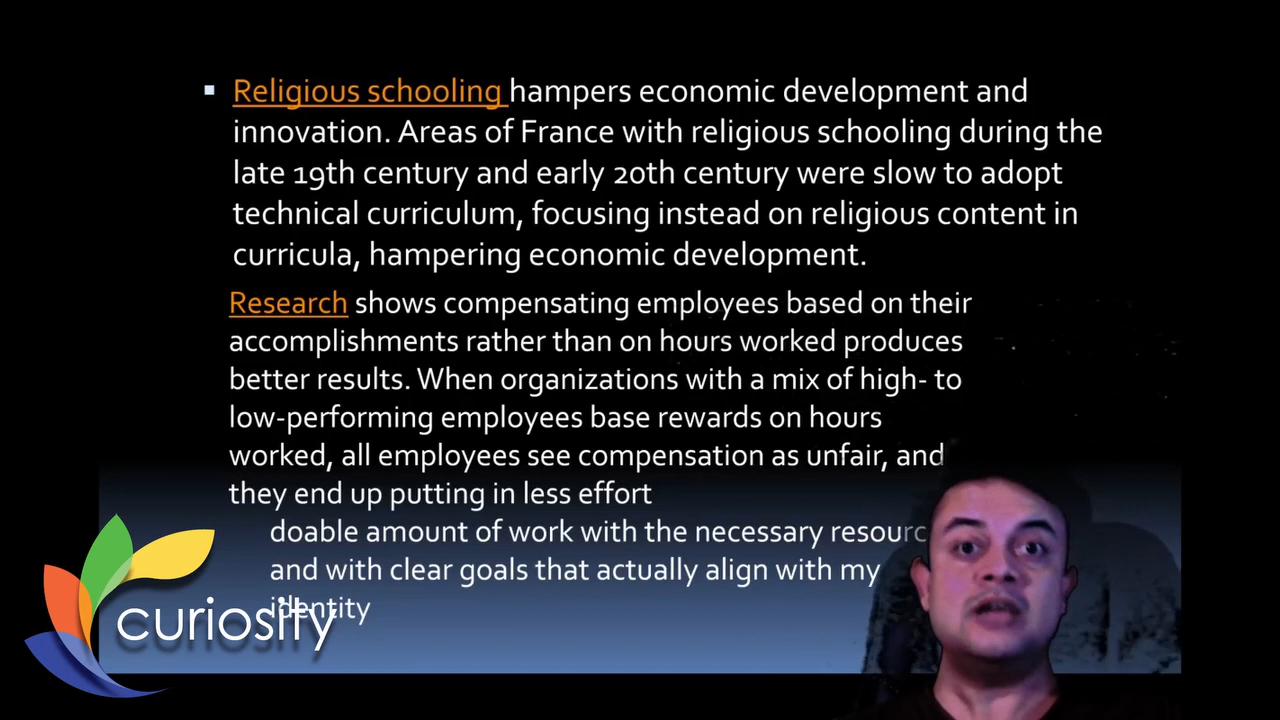 Religious schooling hampers economic development and
innovation. Areas of France with religious schooling during the
late 19th century and early 20th century were slow to adopt
technical curriculum, focusing instead on religious content in
curricula, hampering economic development.
Research shows compensating employees based on their
accomplishments rather than on hours worked produces
better results. When organizations with a mix of high- to
low-performing employees base rewards on hours
worked, all employees see compensation as unfair, and
they end up putting in less effort
doable amount of work with the necessary resourc
and with clear goals that actually align with my
identity
curiosity